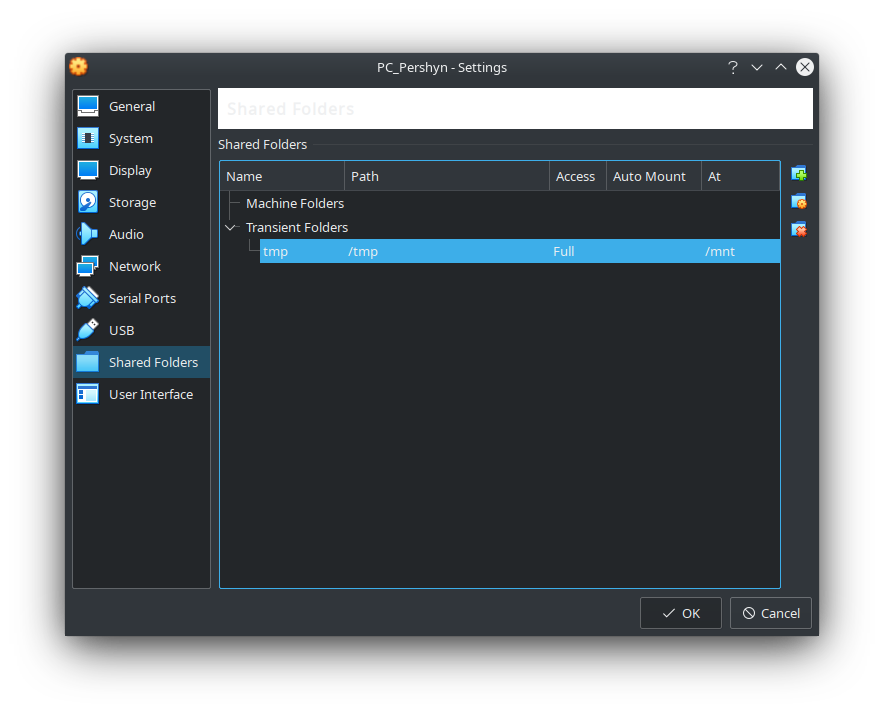 PC_Pershyn - Settings
General
System
Display
Storage
Audio
Network
Serial Ports
USB
Shared Folders
User Interface
Shared Folders
Shared Folders
Name Path Access Auto Mount At
Machine Folders
Transient Folders
tmp /tmp Full /mnt
OK Cancel